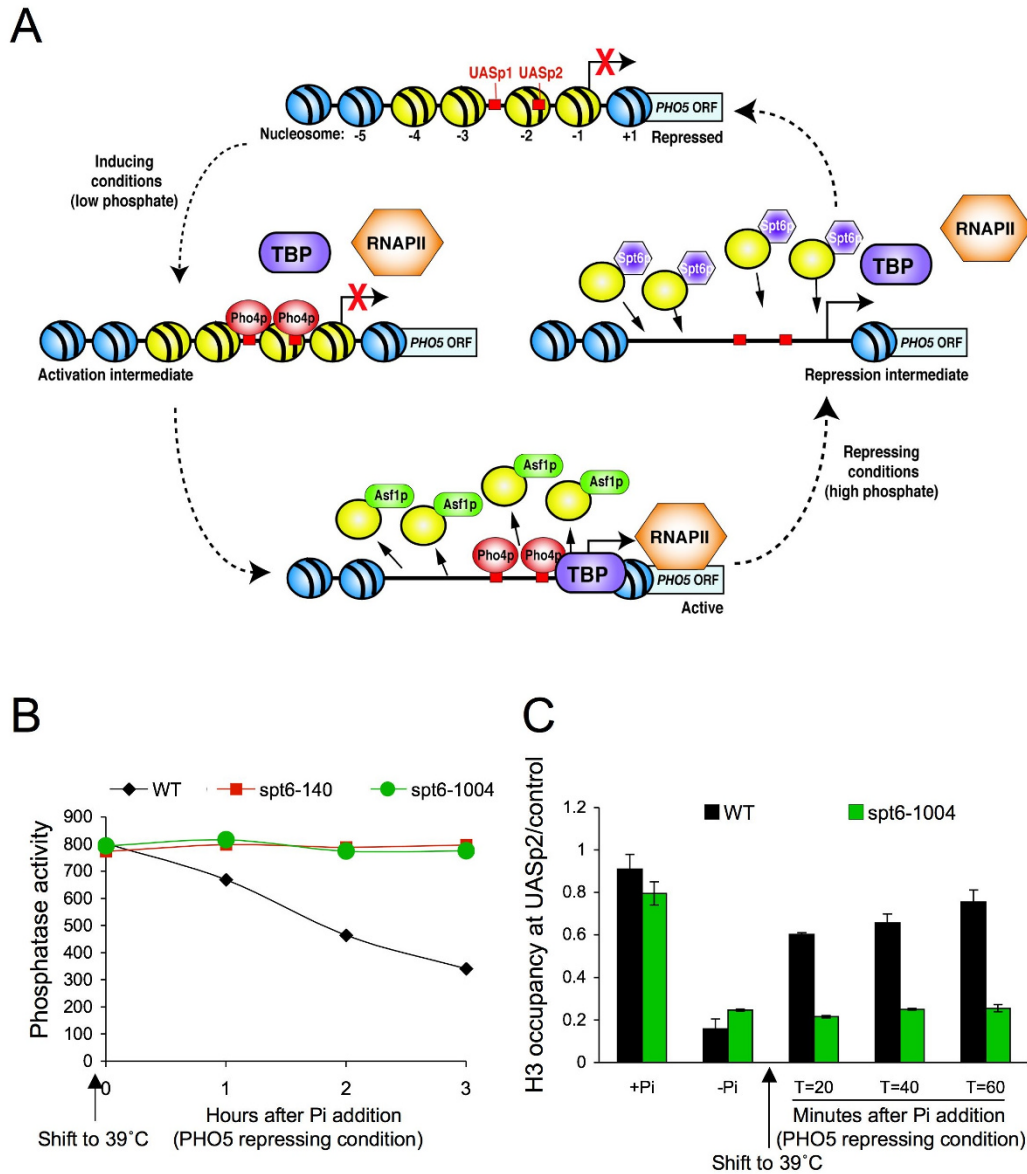 A
UASp1 UASp2
X
PHO5 ORF
Nucleosome: -5 -4 -3 -2 -1 +1 Repressed
Inducing
conditions
(low phosphate)
TBP
RNAPII
X
Pho4p Pho4p
PHO5 ORF
Activation intermediate
Spt6p Spt6p Spt6p Spt6p
TBP
RNAPII
PHO5 ORF
Repression intermediate
Asf1p Asf1p Asf1p Asf1p
Pho4p Pho4p
TBP
RNAPII
PHO5 ORF
Active
Repressing
conditions
(high phosphate)
B
WT spt6-140 spt6-1004
Phosphatase activity
900
800
700
600
500
400
300
200
100
0
0 1 2 3
Hours after Pi addition
(PHO5 repressing condition)
Shift to 39˚C
C
WT spt6-1004
H3 occupancy at UASp2/control
1.2
1
0.8
0.6
0.4
0.2
0
+Pi -Pi T=20 T=40 T=60
Minutes after Pi addition
(PHO5 repressing condition)
Shift to 39˚C